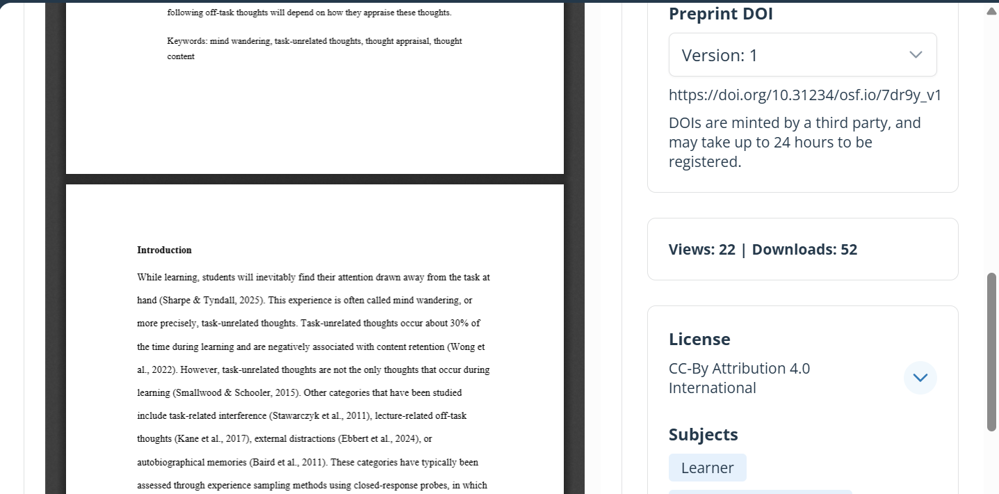 following off-task thoughts will depend on how they appraise these thoughts.
Keywords: mind wandering, task-unrelated thoughts, thought appraisal, thought
content
Introduction
While learning, students will inevitably find their attention drawn away from the task at
hand (Sharpe & Tyndall, 2025). This experience is often called mind wandering, or
more precisely, task-unrelated thoughts. Task-unrelated thoughts occur about 30% of
the time during learning and are negatively associated with content retention (Wong et
al., 2022). However, task-unrelated thoughts are not the only thoughts that occur during
learning (Smallwood & Schooler, 2015). Other categories that have been studied
include task-related interference (Stawarczyk et al., 2011), lecture-related off-task
thoughts (Kane et al., 2017), external distractions (Ebbert et al., 2024), or
autobiographical memories (Baird et al., 2011). These categories have typically been
assessed through experience sampling methods using closed-response probes, in which
Preprint DOI
Version: 1
https://doi.org/10.31234/osf.io/7dr9y_v1
DOIs are minted by a third party, and
may take up to 24 hours to be
registered.
Views: 22 | Downloads: 52
License
CC-By Attribution 4.0
International
Subjects
Learner